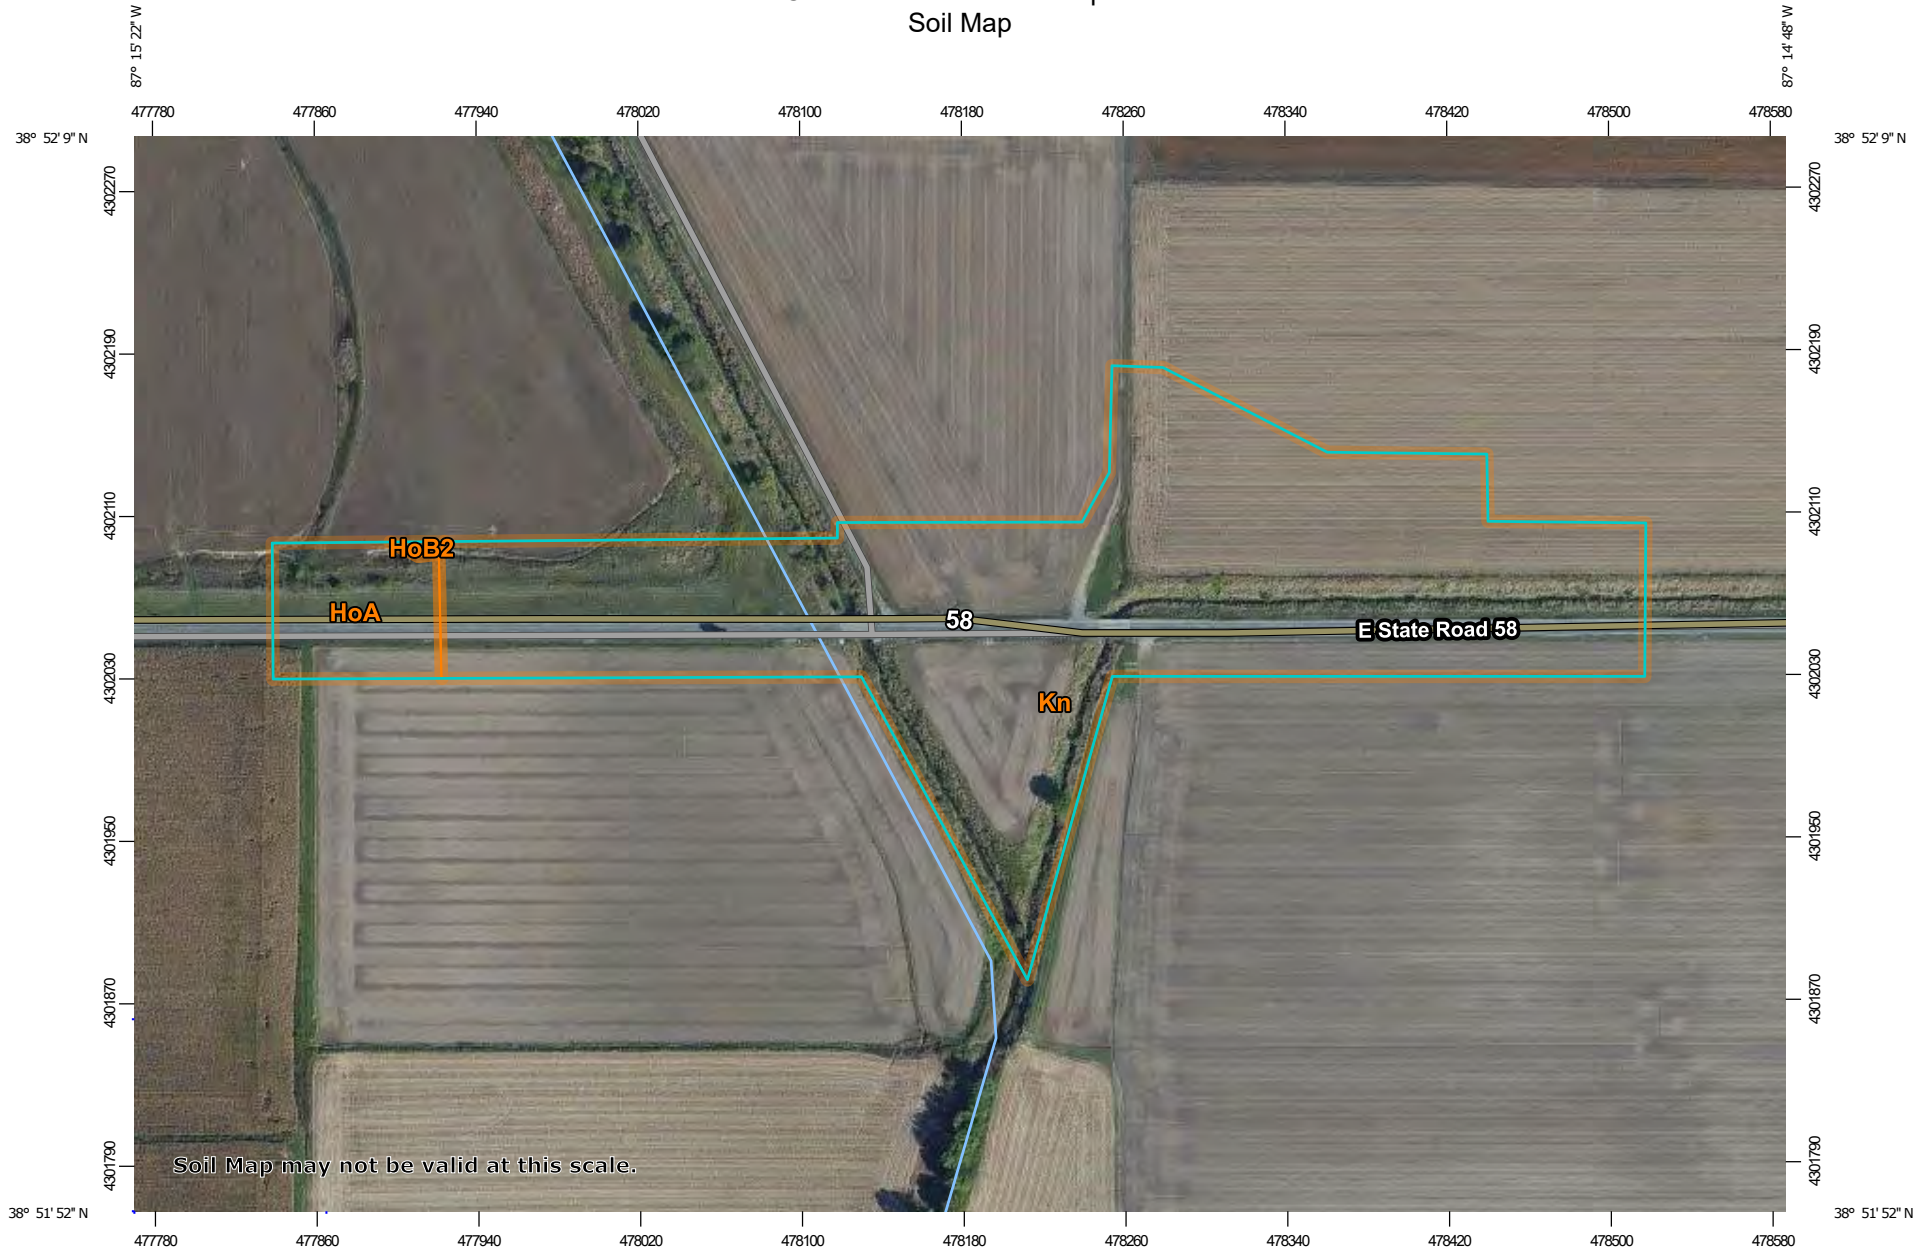 Soil Map
87° 15' 22" W
87° 14' 48" W
477780 477860 477940 478020 478100 478180 478260 478340 478420 478500 478580
38° 52' 9" N
38° 52' 9" N
4302270
4302270
4302190
4302190
4302110
4302110
HoB2
HoA
58
E State Road 58
4302030
4302030
Kn
4301950
4301950
4301870
4301870
Soil Map may not be valid at this scale.
4301790
4301790
38° 51' 52" N
38° 51' 52" N
477780 477860 477940 478020 478100 478180 478260 478340 478420 478500 478580